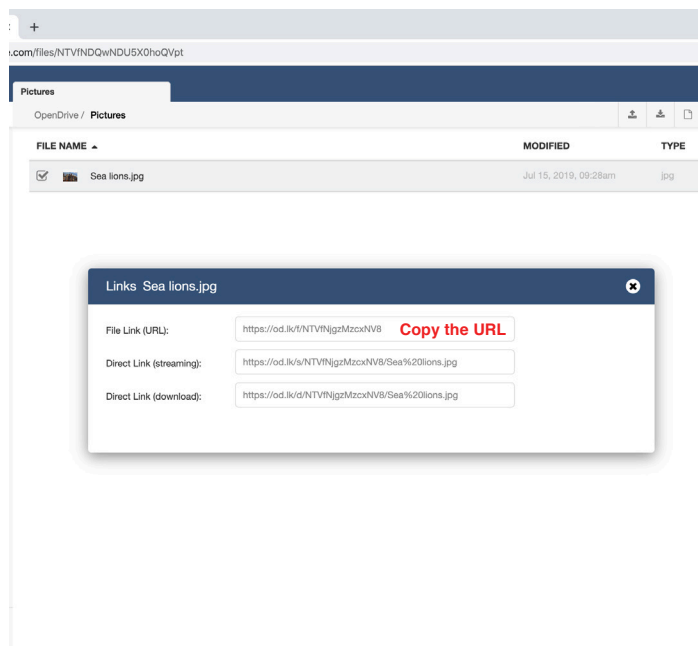 +
e.com/files/NTVfNDQwNDU5X0hoQVpt
Pictures
OpenDrive / Pictures
FILE NAME MODIFIED TYPE
Sea lions.jpg Jul 15, 2019, 09:28am jpg
Links Sea lions.jpg
File Link (URL): https://od.lk/f/NTVfNjgzMzcxNV8 Copy the URL
Direct Link (streaming): https://od.lk/s/NTVfNjgzMzcxNV8/Sea%20lions.jpg
Direct Link (download): https://od.lk/d/NTVfNjgzMzcxNV8/Sea%20lions.jpg